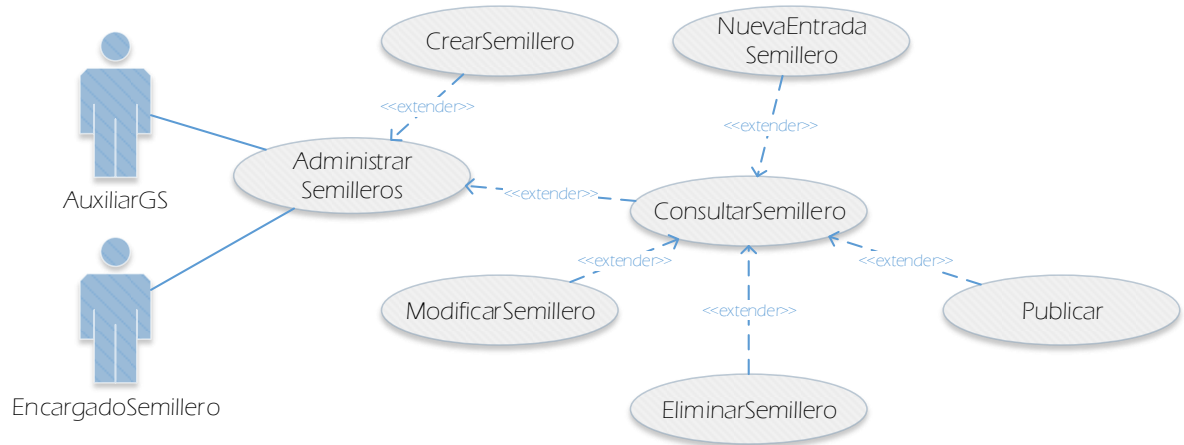 CrearSemillero
NuevaEntrada
Semillero
<<extender>>
<<extender>>
Administrar
Semilleros
AuxiliarGS
<<extender>>
ConsultarSemillero
<<extender>>
<<extender>>
ModificarSemillero
<<extender>>
Publicar
EncargadoSemillero
EliminarSemillero